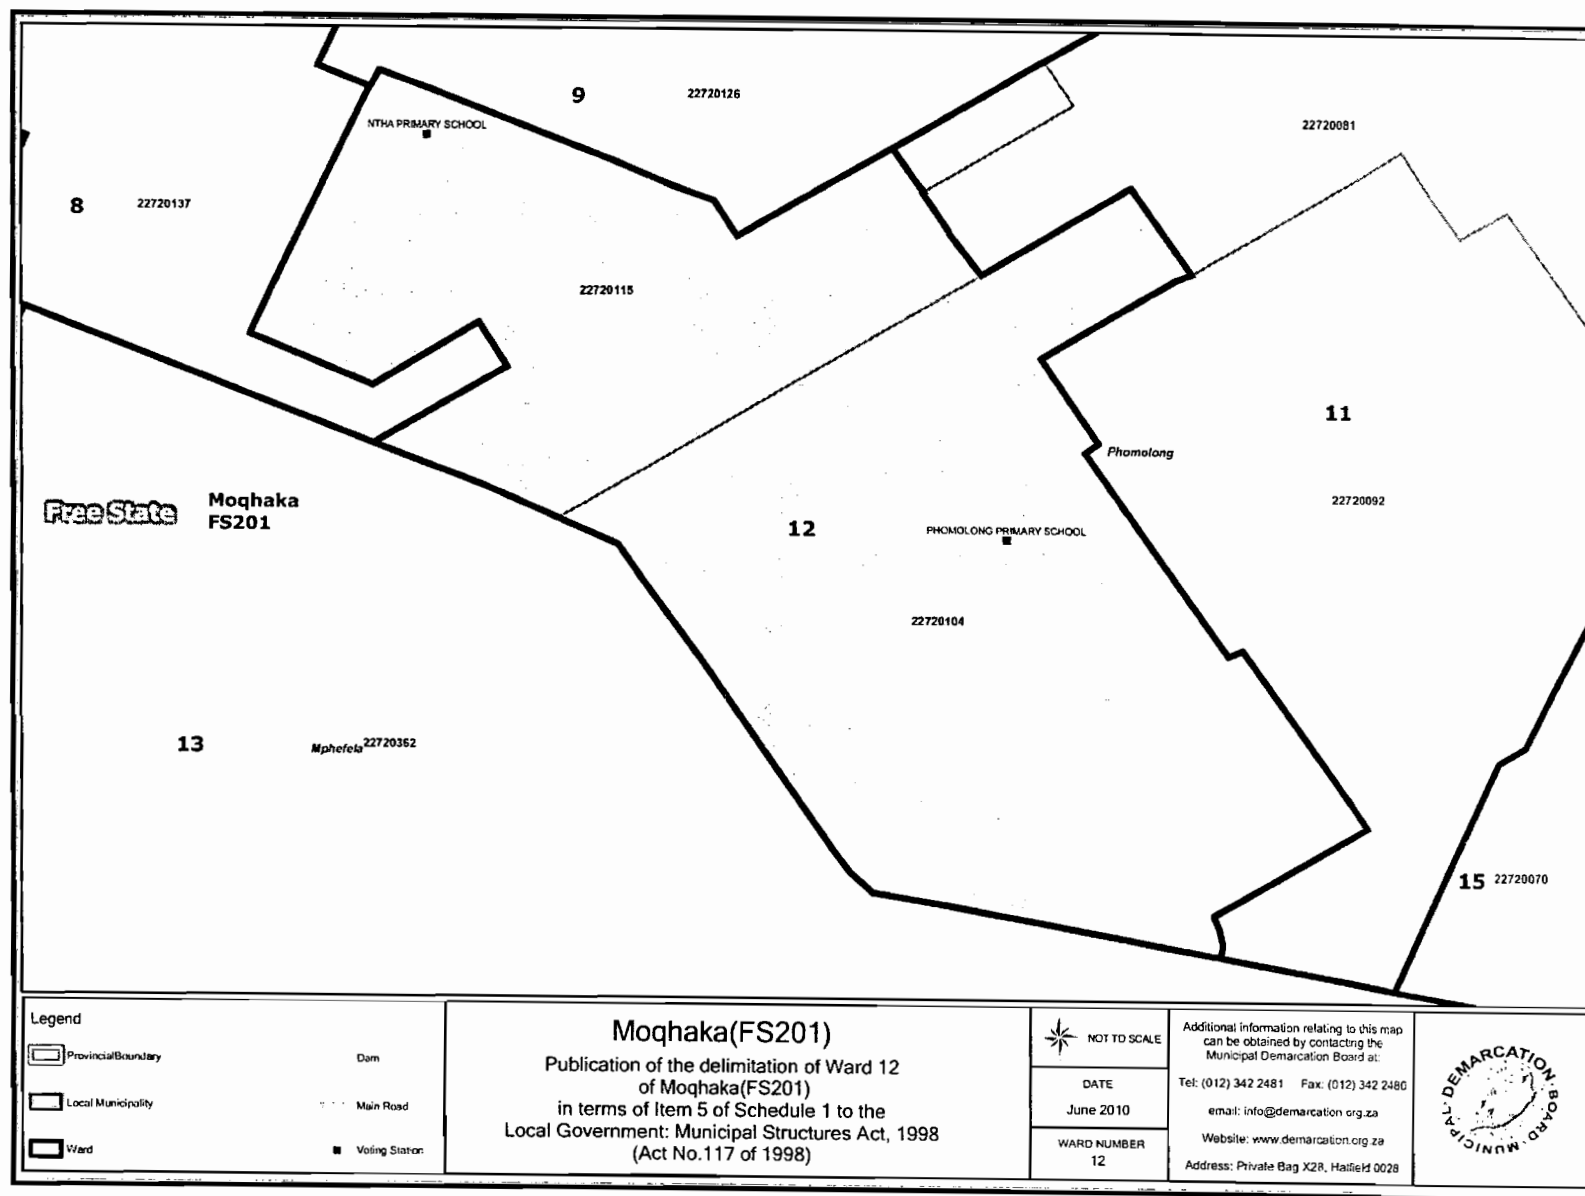 9
22720126
22720081
NTHA PRIMARY SCHOOL
8
22720137
22720115
11
Phomolong
22720092
Free State
Moqhaka
FS201
12
PHOMOLONG PRIMARY SCHOOL
22720104
13
Mphefela
22720362
15
22720070
Legend
ProvincialBoundary
Dam
Local Municipality
Main Road
Ward
Voting Station
Moqhaka(FS201)
Publication of the delimitation of Ward 12
of Moqhaka(FS201)
in terms of Item 5 of Schedule 1 to the
Local Government: Municipal Structures Act, 1998
(Act No.117 of 1998)
NOT TO SCALE
DATE
June 2010
WARD NUMBER
12
Additional information relating to this map
can be obtained by contacting the
Municipal Demarcation Board at:
Tel: (012) 342 2481 Fax: (012) 342 2480
email: info@demarcation.org.za
Website: www.demarcation.org.za
Address: Private Bag X28, Hatfield 0028
MUNICIPAL DEMARCATION BOARD